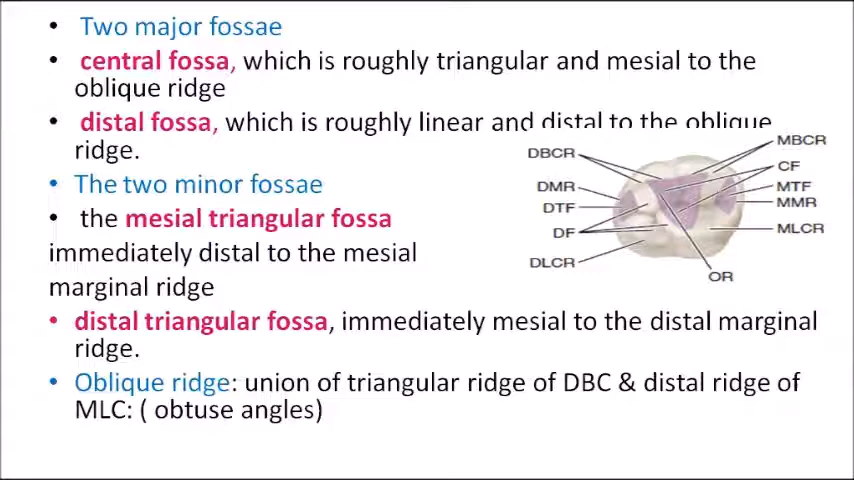 • Two major fossae
• central fossa, which is roughly triangular and mesial to the
oblique ridge
• distal fossa, which is roughly linear and distal to the oblique
ridge.
• The two minor fossae
• the mesial triangular fossa
immediately distal to the mesial
marginal ridge
• distal triangular fossa, immediately mesial to the distal marginal
ridge.
• Oblique ridge: union of triangular ridge of DBC & distal ridge of
MLC: ( obtuse angles)
DBCR
DMR
DTF
DF
DLCR
MBCR
CF
MTF
MMR
MLCR
OR